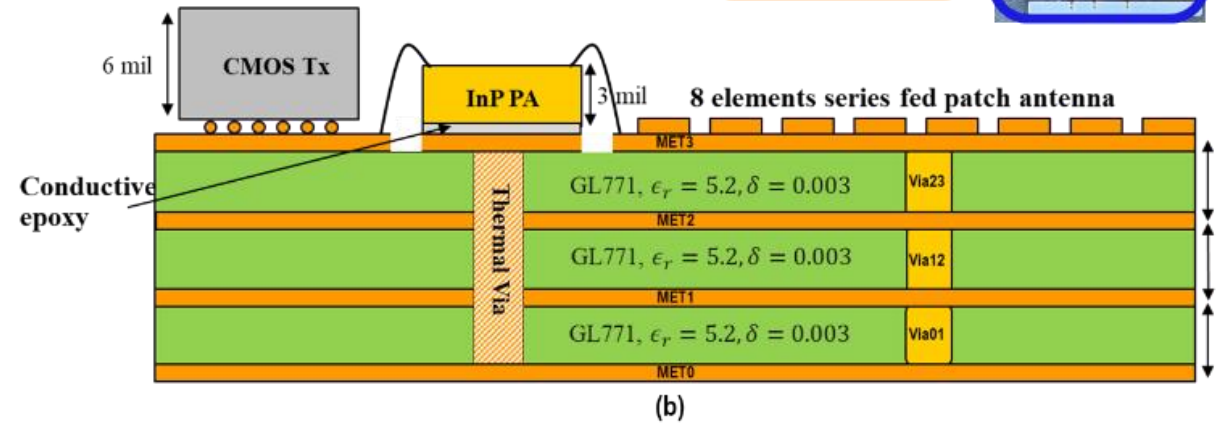 6 mil
CMOS Tx
InP PA
3 mil
8 elements series fed patch antenna
MET3
Conductive
epoxy
Thermal Via
GL771, ϵᵣ = 5.2, δ = 0.003
Via23
MET2
GL771, ϵᵣ = 5.2, δ = 0.003
Via12
MET1
GL771, ϵᵣ = 5.2, δ = 0.003
Via01
MET0
(b)